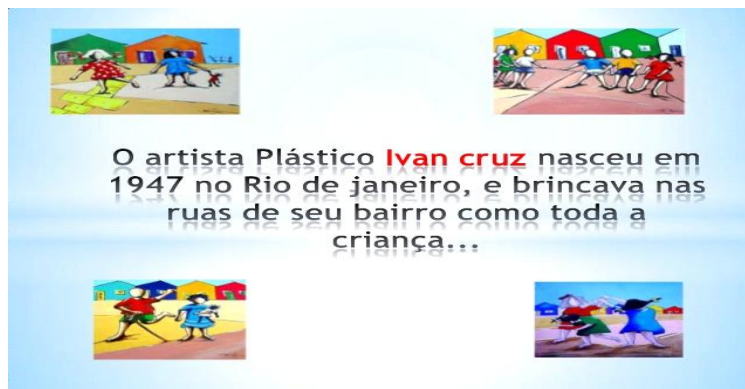 O artista Plástico Ivan cruz nasceu em
1947 no Rio de janeiro, e brincava nas
ruas de seu bairro como toda a
criança...